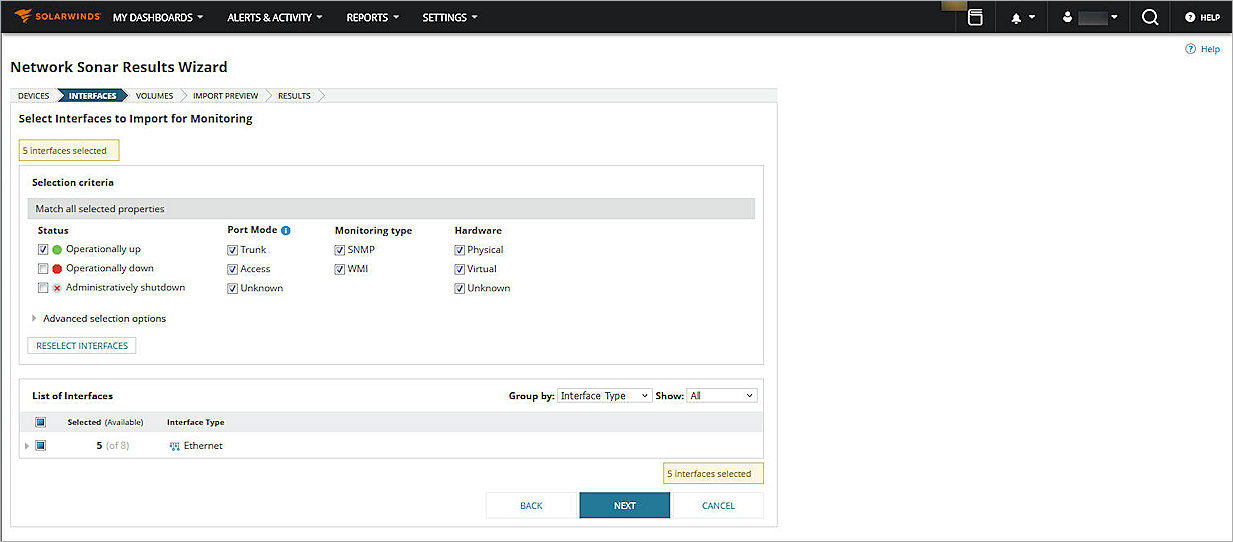 SOLARWINDS MY DASHBOARDS ALERTS & ACTIVITY REPORTS SETTINGS HELP
Help
Network Sonar Results Wizard
DEVICES INTERFACES VOLUMES IMPORT PREVIEW RESULTS
Select Interfaces to Import for Monitoring
5 interfaces selected
Selection criteria
Match all selected properties
Status Port Mode Monitoring type Hardware
Operationally up Trunk SNMP Physical
Operationally down Access WMI Virtual
Administratively shutdown Unknown Unknown
Advanced selection options
RESELECT INTERFACES
List of Interfaces Group by: Interface Type Show: All
Selected (Available) Interface Type
5 (of 8) Ethernet
5 interfaces selected
BACK NEXT CANCEL